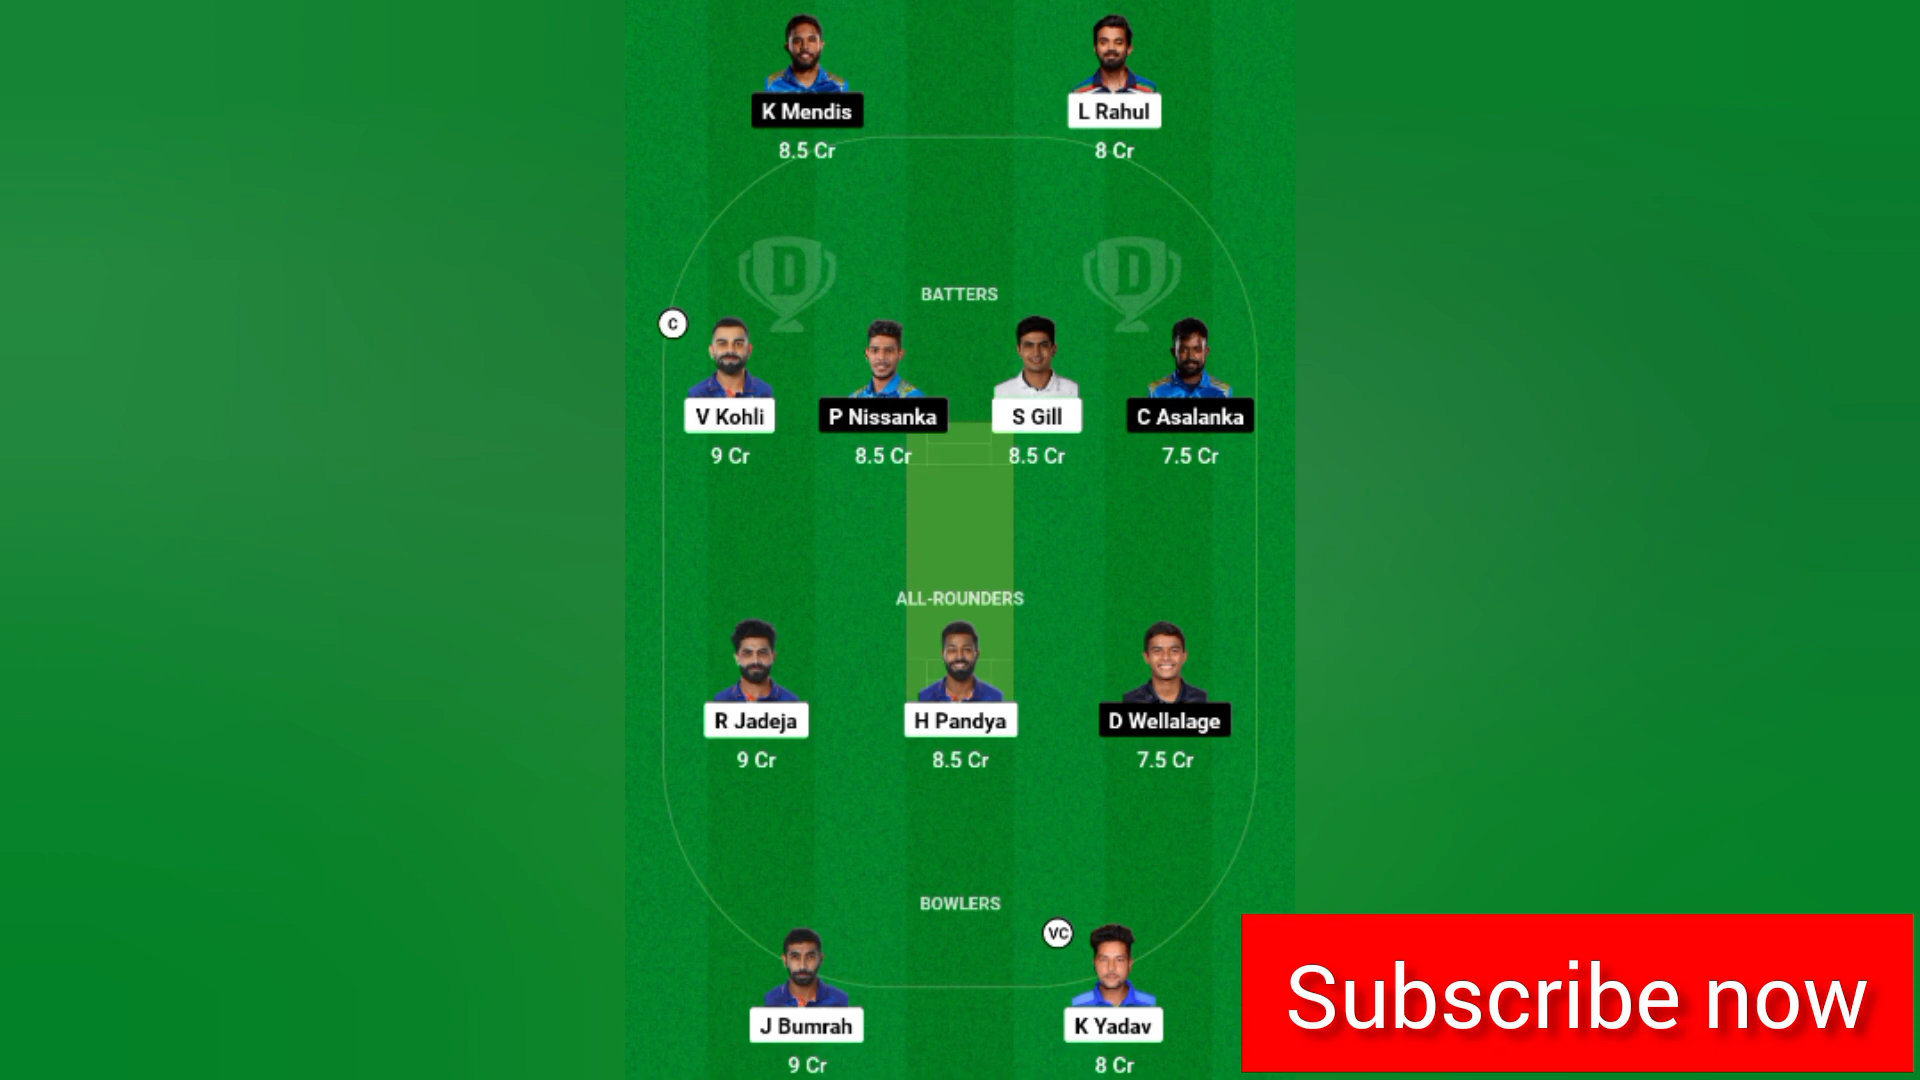 K Mendis L Rahul
8.5 Cr 8 Cr
D D
BATTERS
C
V Kohli P Nissanka S Gill C Asalanka
9 Cr 8.5 Cr 8.5 Cr 7.5 Cr
ALL-ROUNDERS
R Jadeja H Pandya D Wellalage
9 Cr 8.5 Cr 7.5 Cr
BOWLERS
VC
J Bumrah K Yadav
9 Cr 8 Cr
Subscribe now